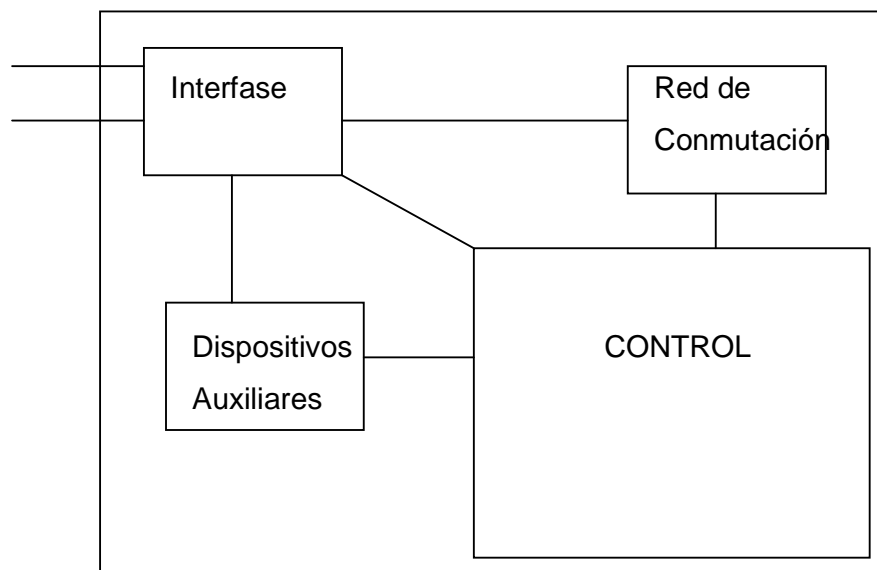 Interfase
Red de
Conmutación
Dispositivos
Auxiliares
CONTROL